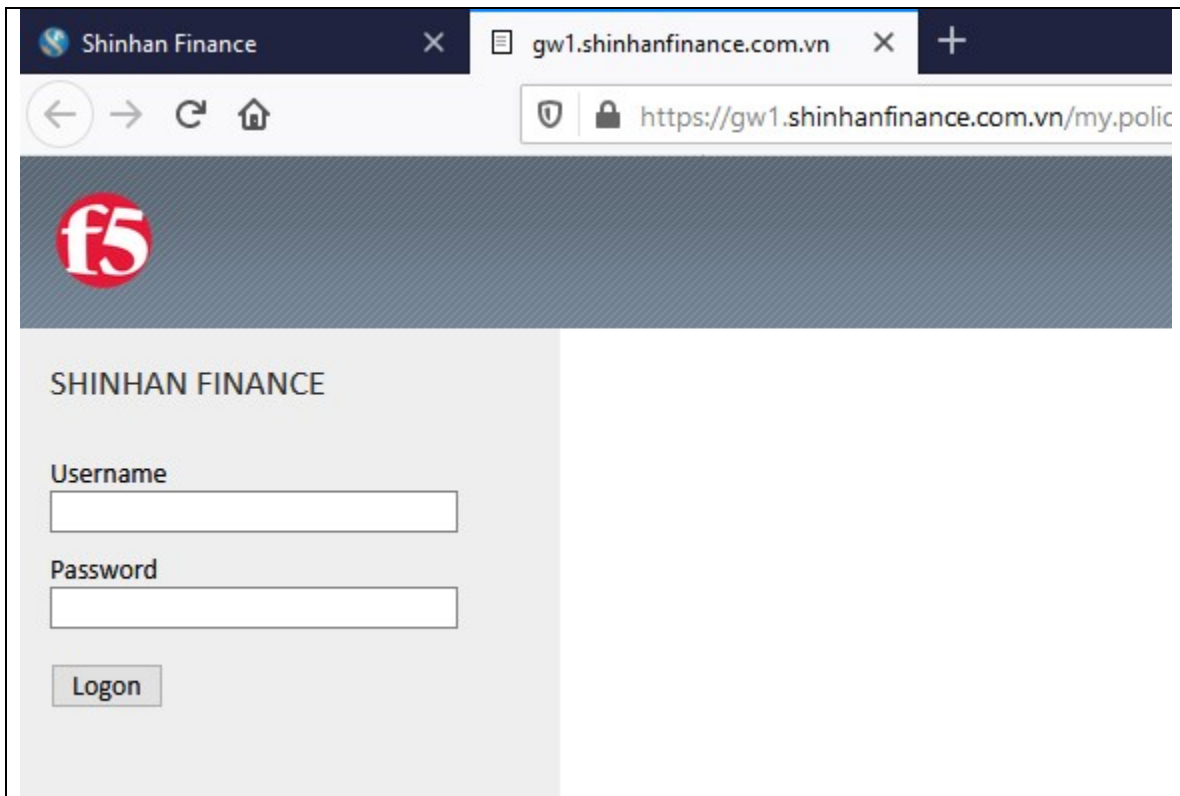 Shinhan Finance
gw1.shinhanfinance.com.vn
https://gw1.shinhanfinance.com.vn/my.polic
f5
SHINHAN FINANCE
Username
Password
Logon